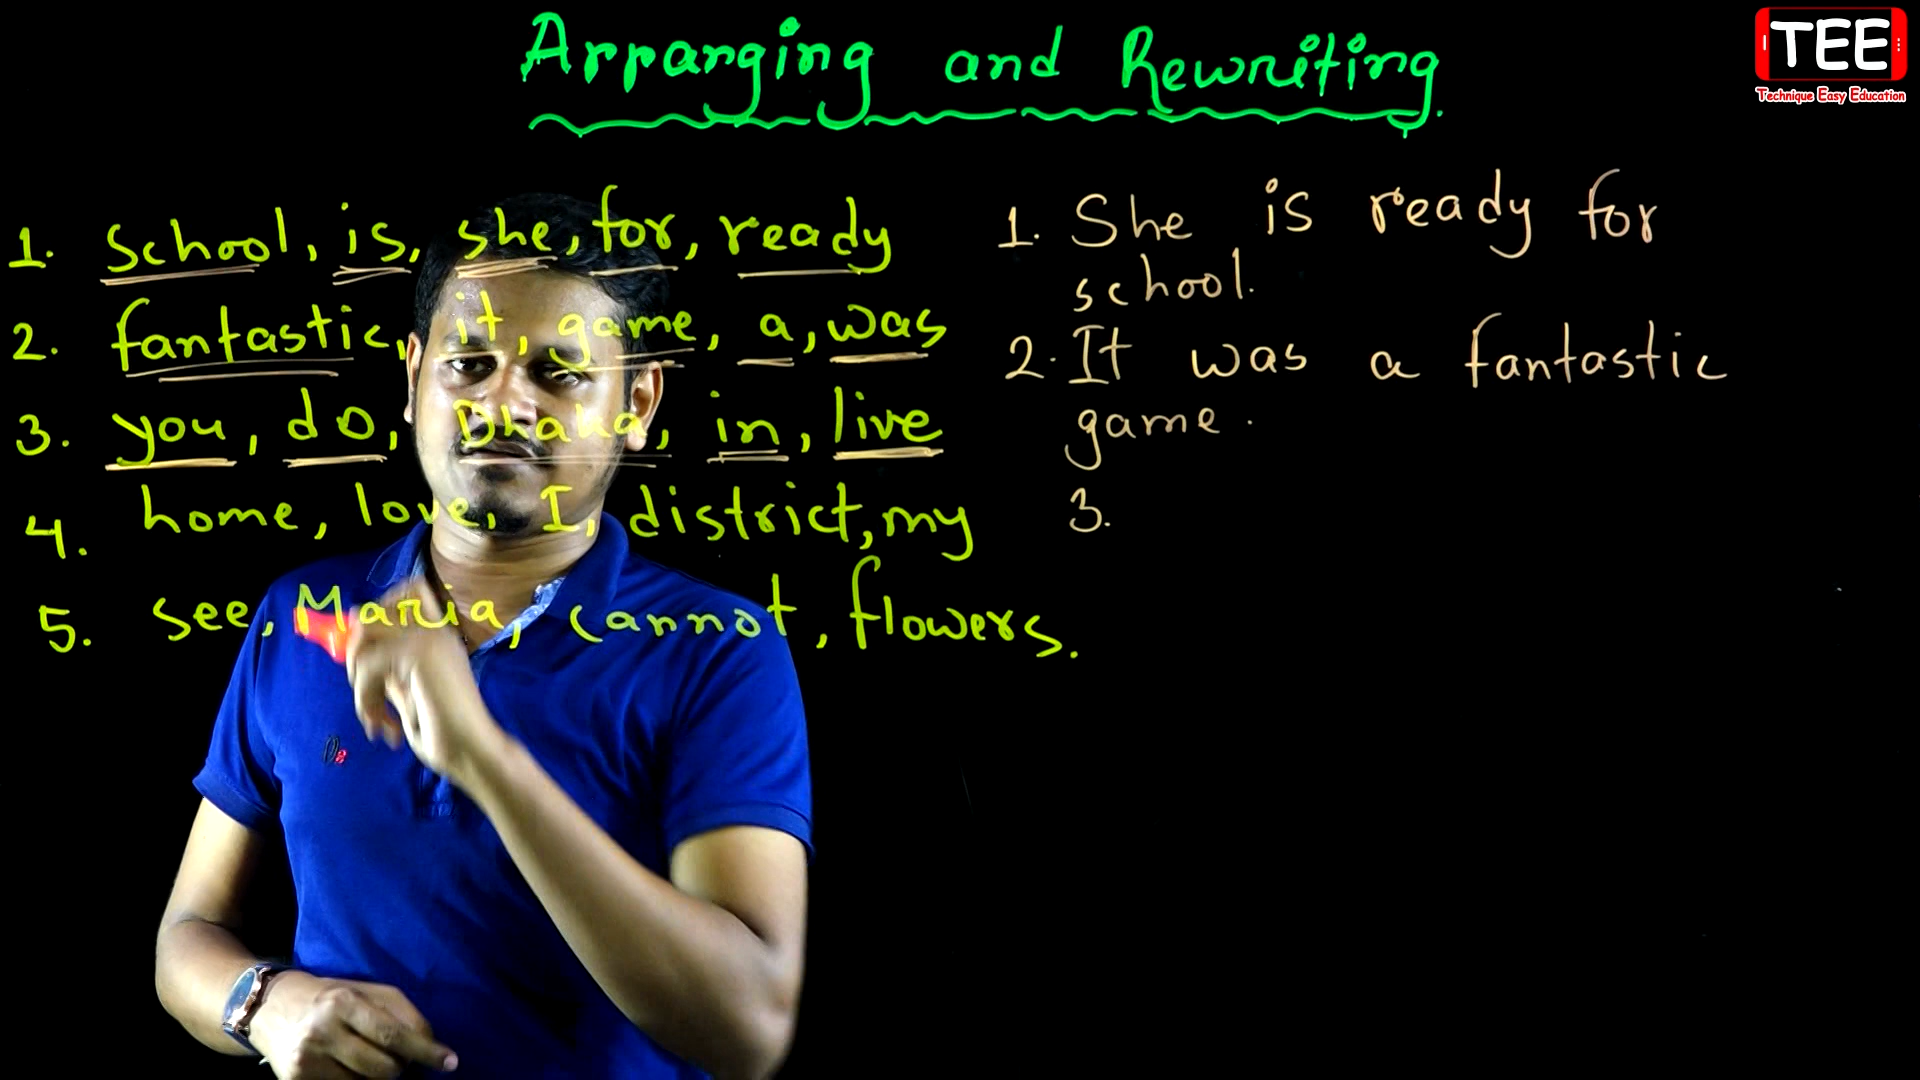 Arranging and Rewriting.
TEE
Technique Easy Education
1. School, is, she, for, ready
2. fantastic, it, game, a, was
3. you, do, Dhaka, in, live
4. home, love, I, district, my
5. see, Maria, cannot, flowers.
1. She is ready for
school.
2. It was a fantastic
game.
3.